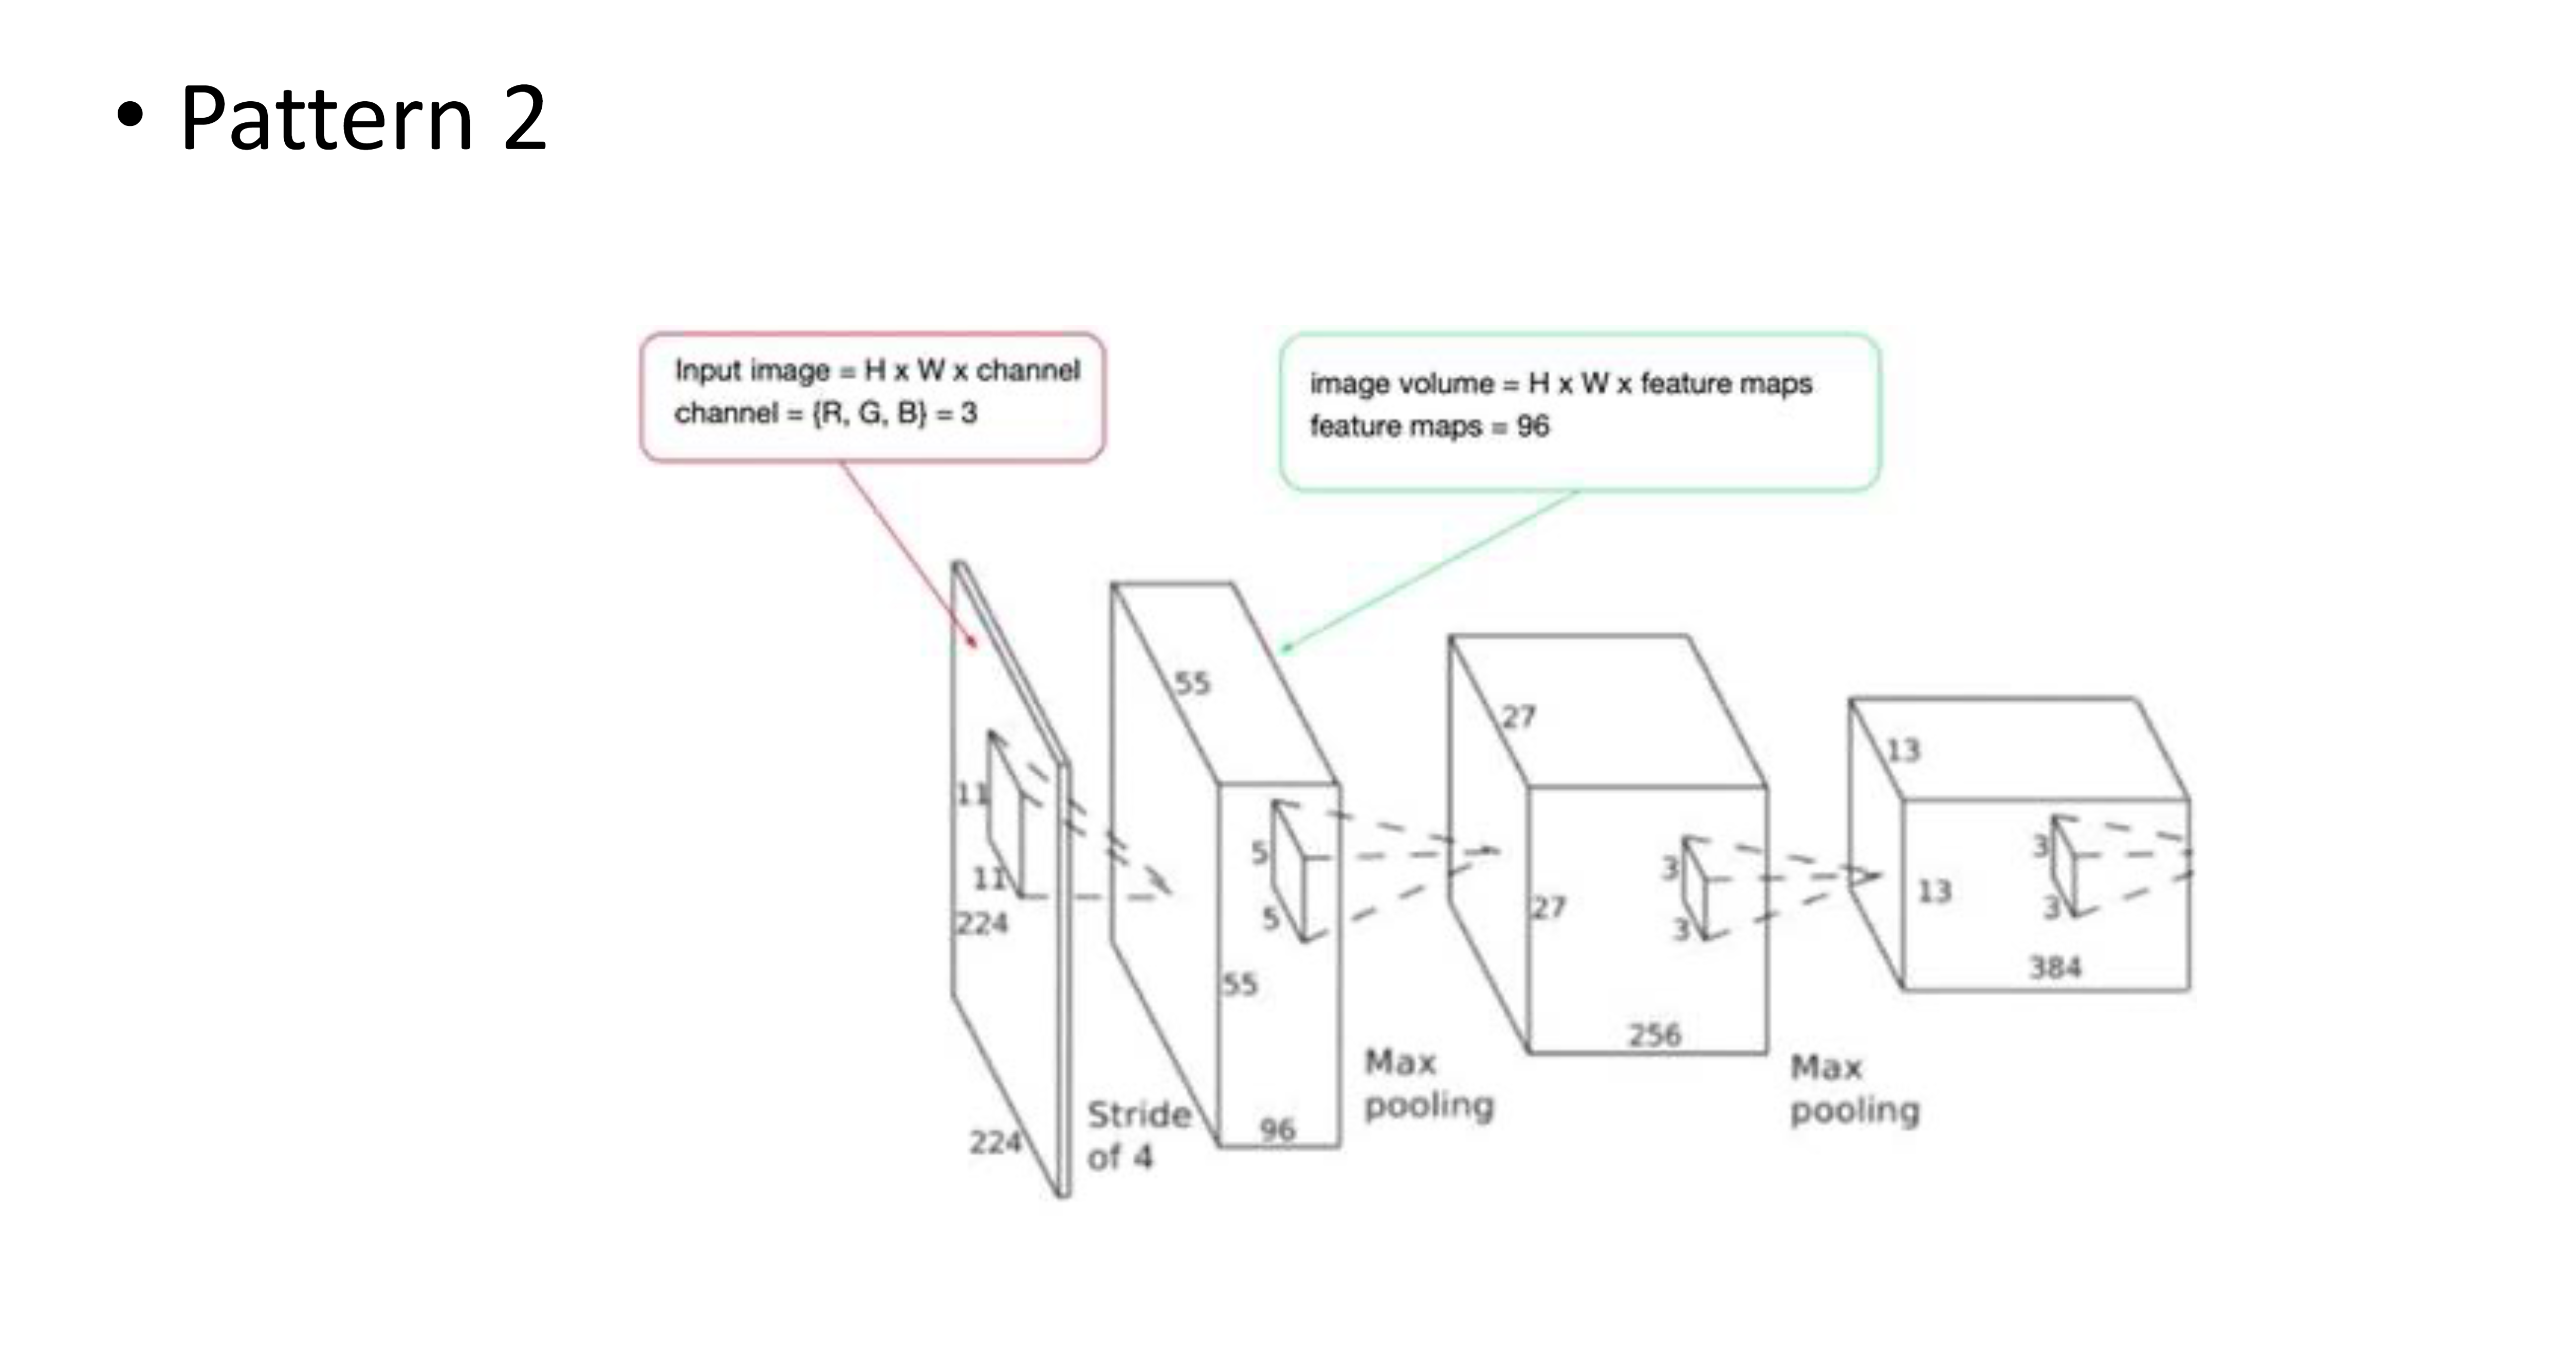 • Pattern 2
Input image = H x W x channel
channel = {R, G, B} = 3
image volume = H x W x feature maps
feature maps = 96
11
11
224
224
Stride
of 4
55
5
5
55
96
Max
pooling
27
3
3
27
256
Max
pooling
13
3
3
13
384